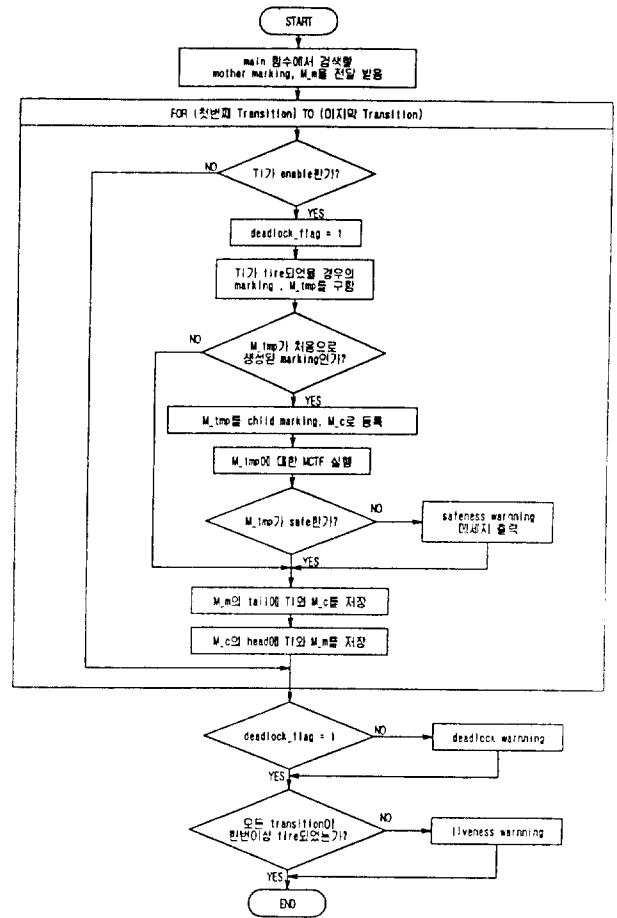 START
main 함수에서 검색할
mother marking, M_m를 전달 받음
FOR (첫번째 Transition) TO (마지막 Transition)
Ti가 enable한가?
NO
YES
deadlock_flag = 1
Ti가 fire되었을 경우의
marking , M_tmp를 구함
M_tmp가 처음으로
생성된 marking인가?
NO
YES
M_tmp를 child marking, M_c로 등록
M_tmp에 대한 MCTF 실행
M_tmp가 safe한가?
NO
safeness warnning
메세지 출력
YES
M_m의 tail에 Ti와 M_c를 저장
M_c의 head에 Ti와 M_m를 저장
deadlock_flag = 1
NO
deadlock warnning
YES
모든 transition이
한번이상 fire되었는가?
NO
liveness warnning
YES
END